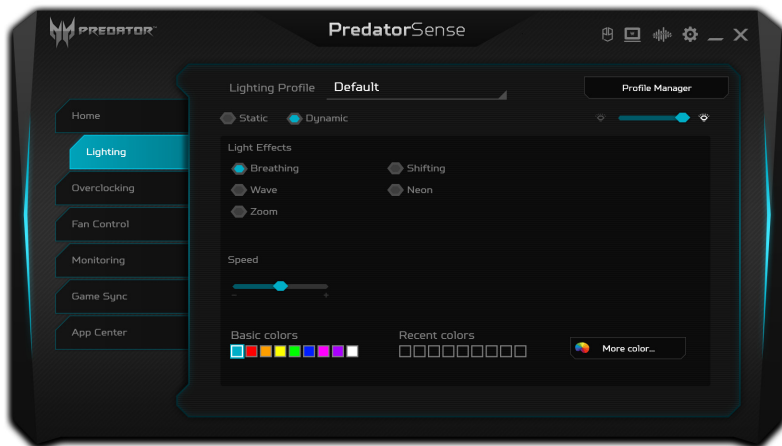 PREDATOR
PredatorSense
Lighting Profile Default
Profile Manager
Home
Static Dynamic
Lighting
Light Effects
Breathing Shifting
Overclocking
Wave Neon
Zoom
Fan Control
Monitoring
Speed
Game Sync
- +
App Center
Basic colors Recent colors
More color...